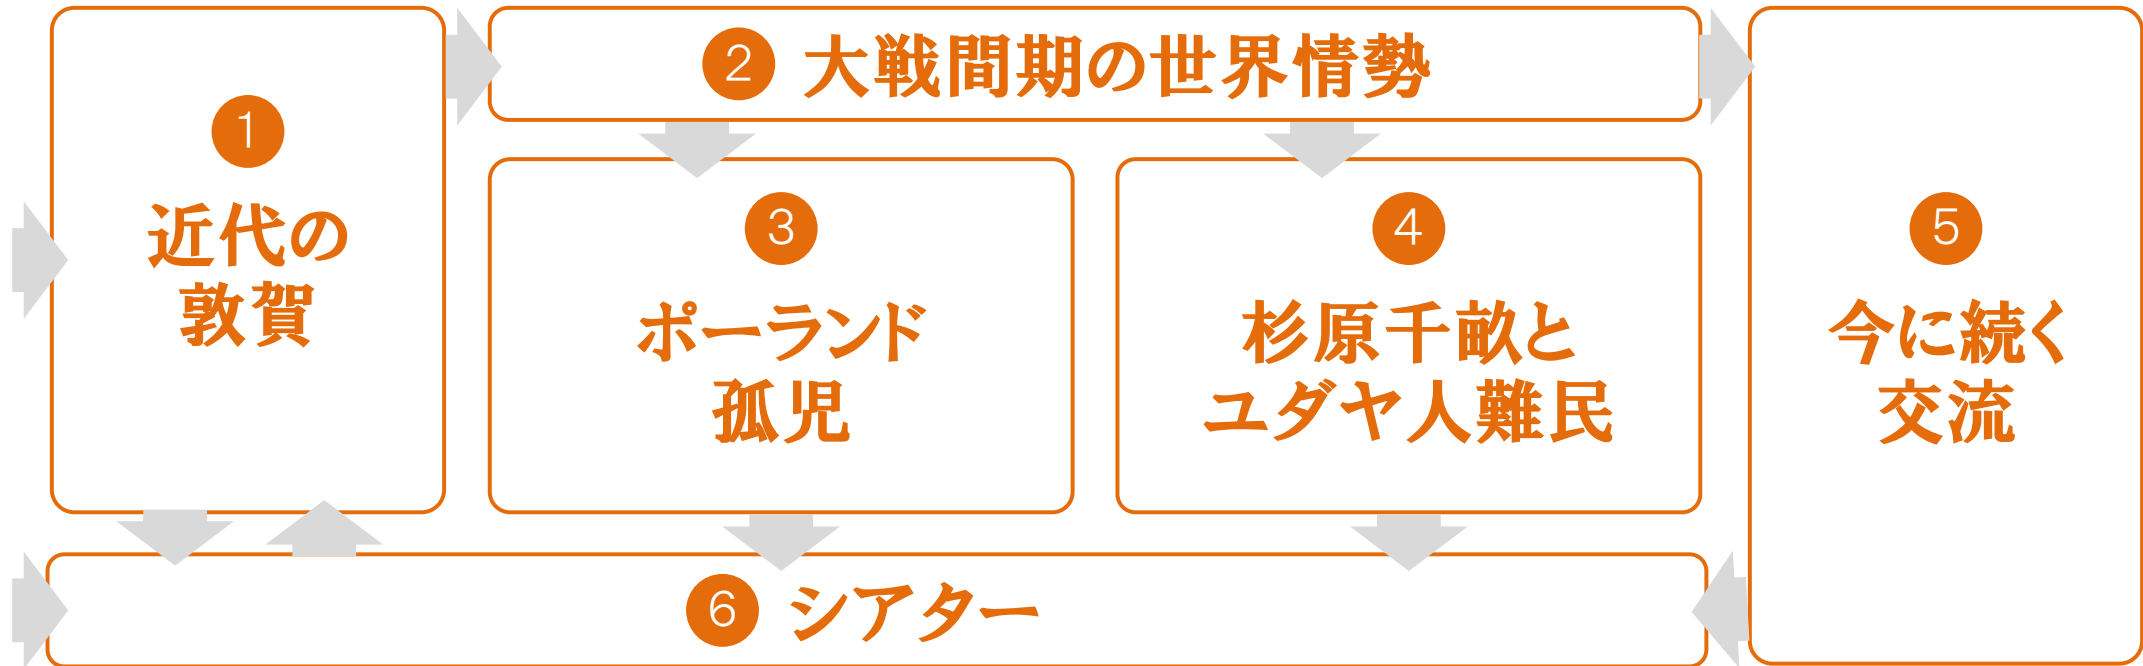 ① 近代の
敦賀
② 大戦間期の世界情勢
③ ポーランド
孤児
④ 杉原千畝と
ユダヤ人難民
⑤ 今に続く
交流
⑥ シアター